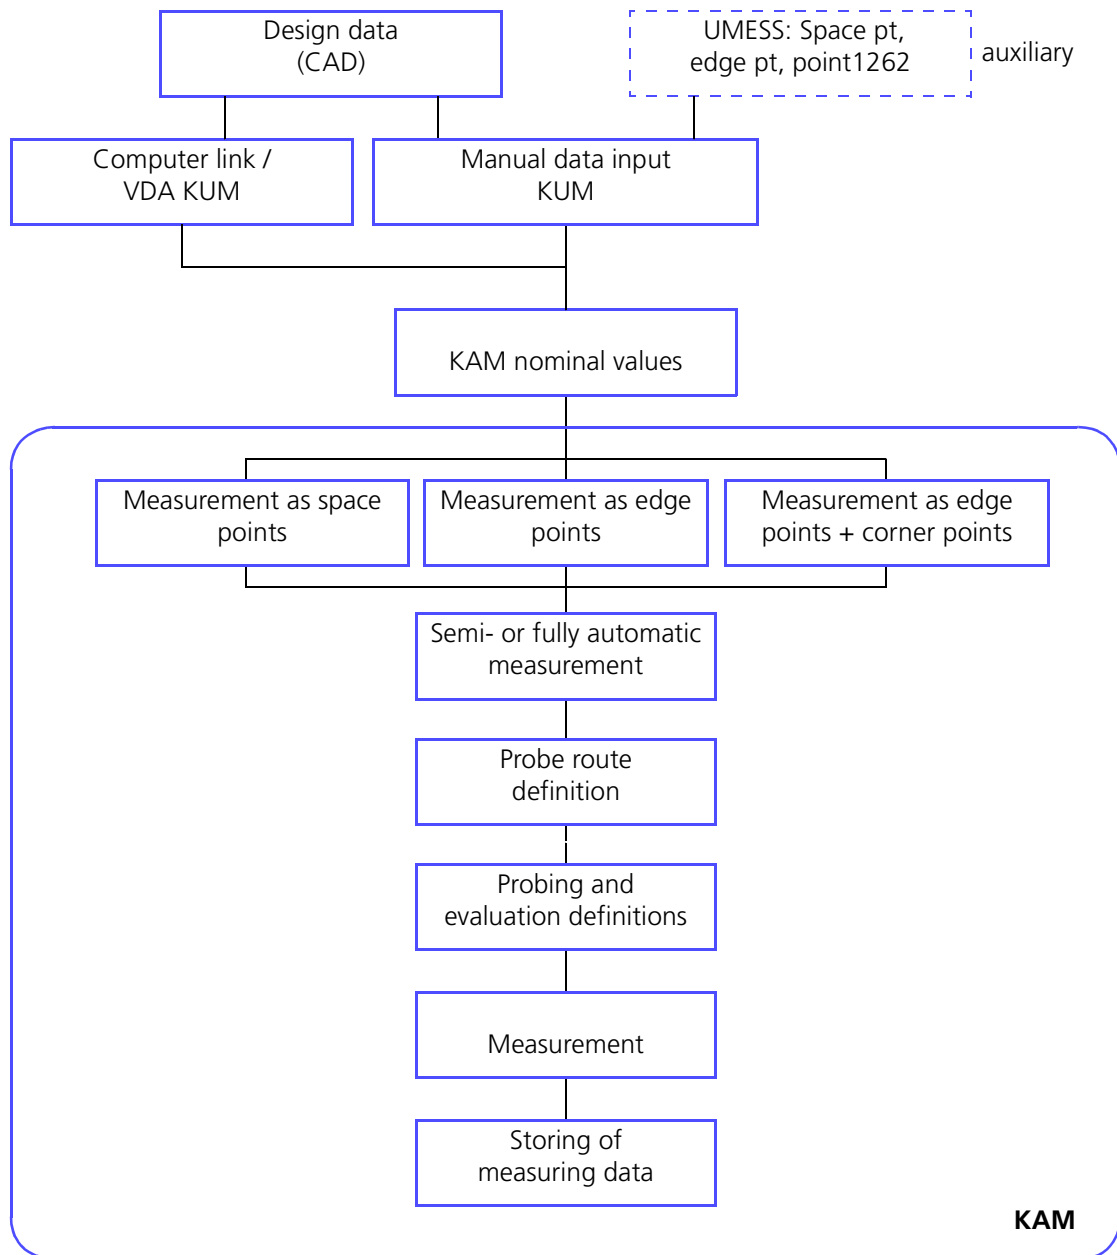 Design data
(CAD)
UMESS: Space pt,
edge pt, point1262
auxiliary
Computer link /
VDA KUM
Manual data input
KUM
KAM nominal values
Measurement as space
points
Measurement as edge
points
Measurement as edge
points + corner points
Semi- or fully automatic
measurement
Probe route
definition
Probing and
evaluation definitions
Measurement
Storing of
measuring data
KAM